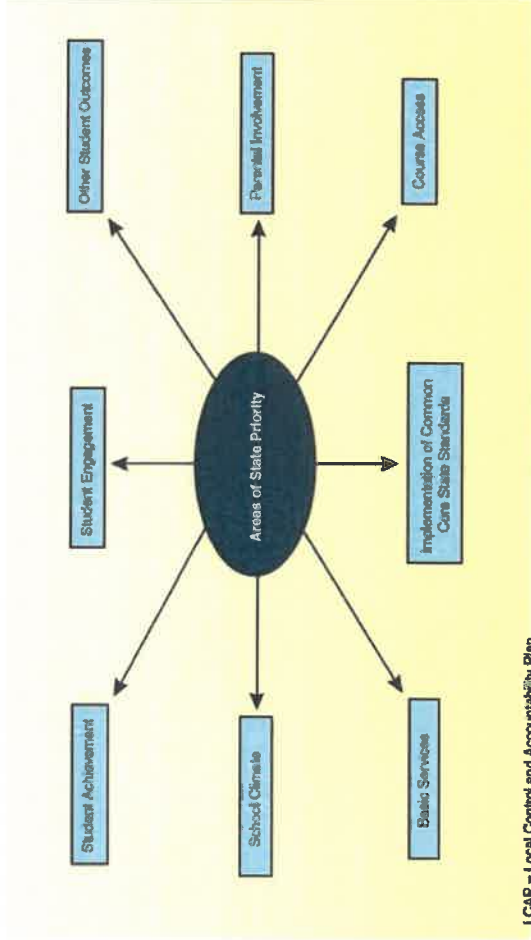 Student Achievement
Student Engagement
Other Student Outcomes
School Climate
Areas of State Priority
Parental Involvement
Basic Services
Implementation of Common
Core State Standards
Course Access
LCAP – Local Control and Accountability Plan